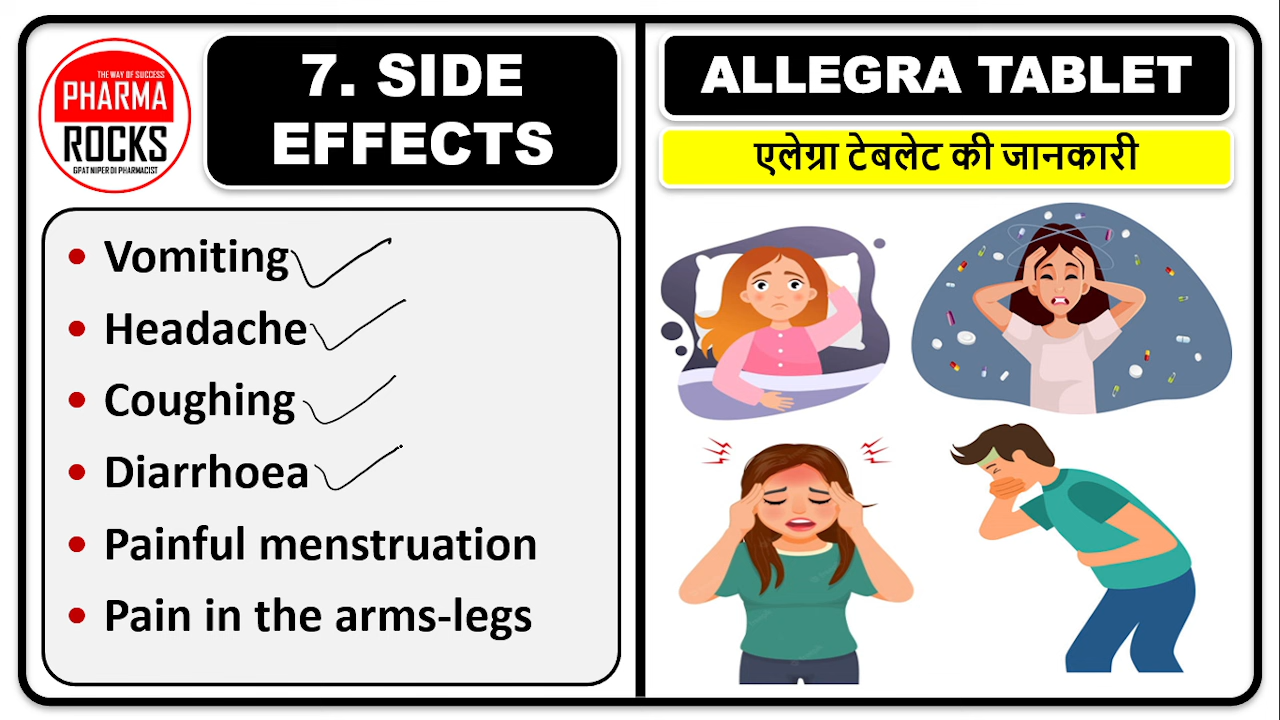 THE WAY OF SUCCESS
PHARMA
ROCKS
GPAT NIPER DI PHARMACIST
7. SIDE
EFFECTS
• Vomiting
• Headache
• Coughing
• Diarrhoea
• Painful menstruation
• Pain in the arms-legs
ALLEGRA TABLET
एलेग्रा टेबलेट की जानकारी